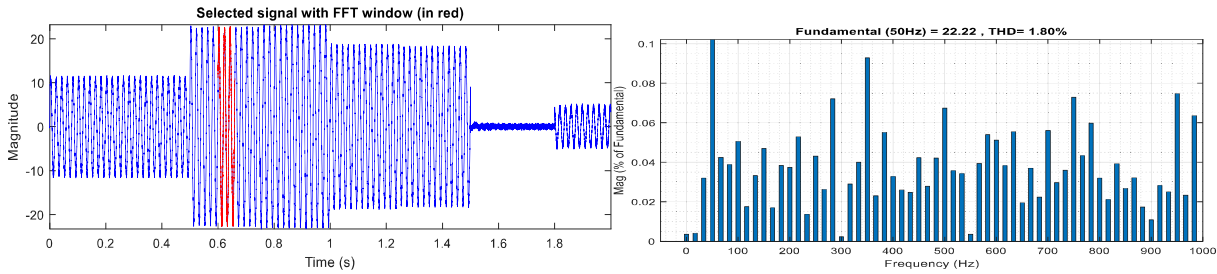 Selected signal with FFT window (in red)
20
10
0
-10
-20
Magnitude
0 0.2 0.4 0.6 0.8 1 1.2 1.4 1.6 1.8
Time (s)
Fundamental (50Hz) = 22.22 , THD= 1.80%
0.1
0.08
0.06
0.04
0.02
0
Mag (% of Fundamental)
0 100 200 300 400 500 600 700 800 900 1000
Frequency (Hz)